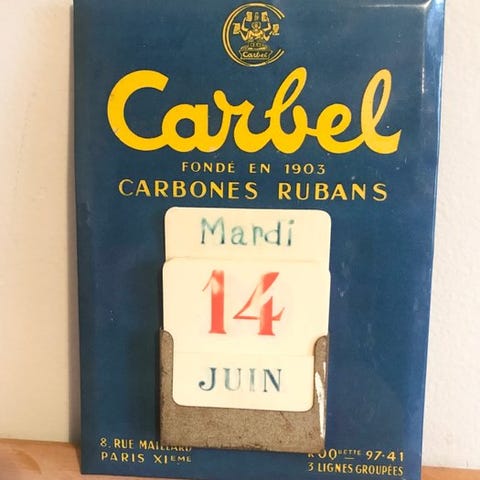 Carbel
Carbel
FONDÉ EN 1903
CARBONES RUBANS
Mardi
14
JUIN
8, RUE MAILLARD
PARIS XIEME
ROQUETTE 97-41
3 LIGNES GROUPÉES